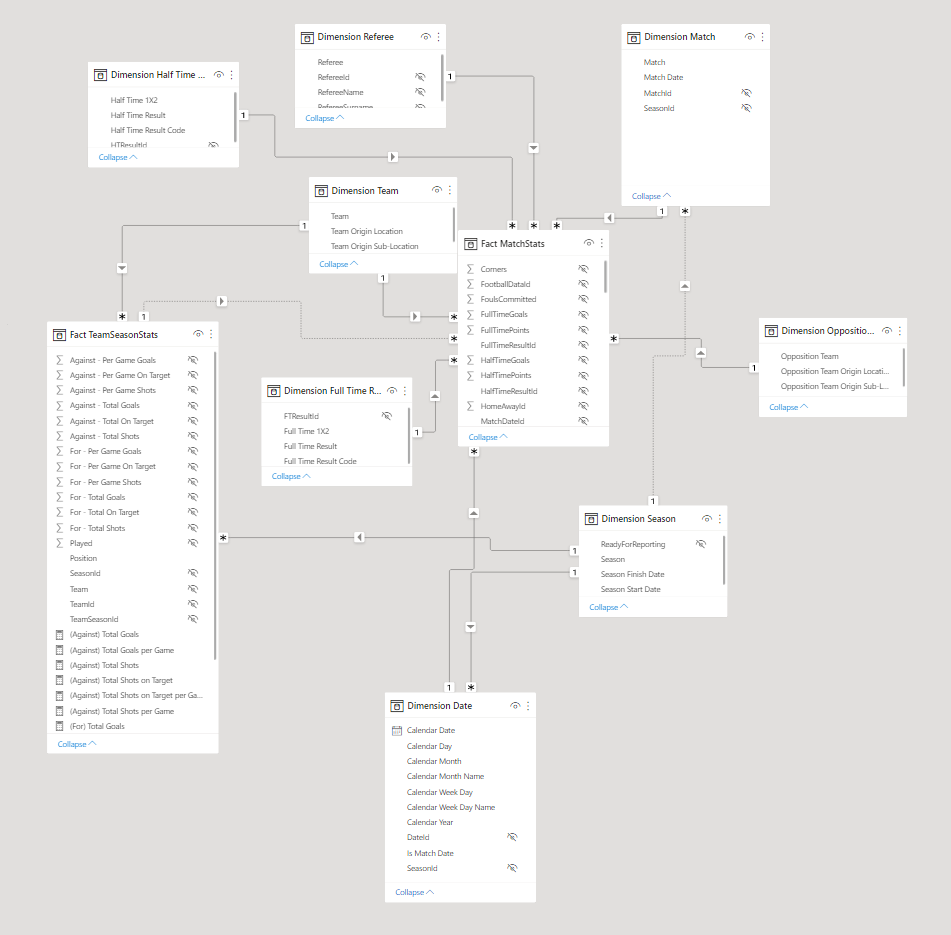 Dimension Referee
Referee
RefereeId
RefereeName
RefereeSurname
Collapse
Dimension Match
Match
Match Date
MatchId
SeasonId
Collapse
Dimension Half Time ...
Half Time 1X2
Half Time Result
Half Time Result Code
HTResultId
Collapse
1
1
Dimension Team
Team
Team Origin Location
Team Origin Sub-Location
Collapse
1
1
1
*
*
*
*
Fact MatchStats
Corners
FootballDataId
FoulsCommitted
FullTimeGoals
FullTimePoints
FullTimeResultId
HalfTimeGoals
HalfTimePoints
HalfTimeResultId
HomeAwayId
MatchDateId
Collapse
*
*
*
*
*
*
1
Fact TeamSeasonStats
Against - Per Game Goals
Against - Per Game On Target
Against - Per Game Shots
Against - Total Goals
Against - Total On Target
Against - Total Shots
For - Per Game Goals
For - Per Game On Target
For - Per Game Shots
For - Total Goals
For - Total On Target
For - Total Shots
Played
Position
SeasonId
Team
TeamId
TeamSeasonId
(Against) Total Goals
(Against) Total Goals per Game
(Against) Total Shots
(Against) Total Shots on Target
(Against) Total Shots on Target per Ga...
(Against) Total Shots per Game
(For) Total Goals
Collapse
*
Dimension Oppositio...
Opposition Team
Opposition Team Origin Locati...
Opposition Team Origin Sub-L...
Collapse
1
Dimension Full Time R...
FTResultId
Full Time 1X2
Full Time Result
Full Time Result Code
Collapse
1
1
Dimension Season
ReadyForReporting
Season
Season Finish Date
Season Start Date
Collapse
1
1
1
*
Dimension Date
Calendar Date
Calendar Day
Calendar Month
Calendar Month Name
Calendar Week Day
Calendar Week Day Name
Calendar Year
DateId
Is Match Date
SeasonId
Collapse